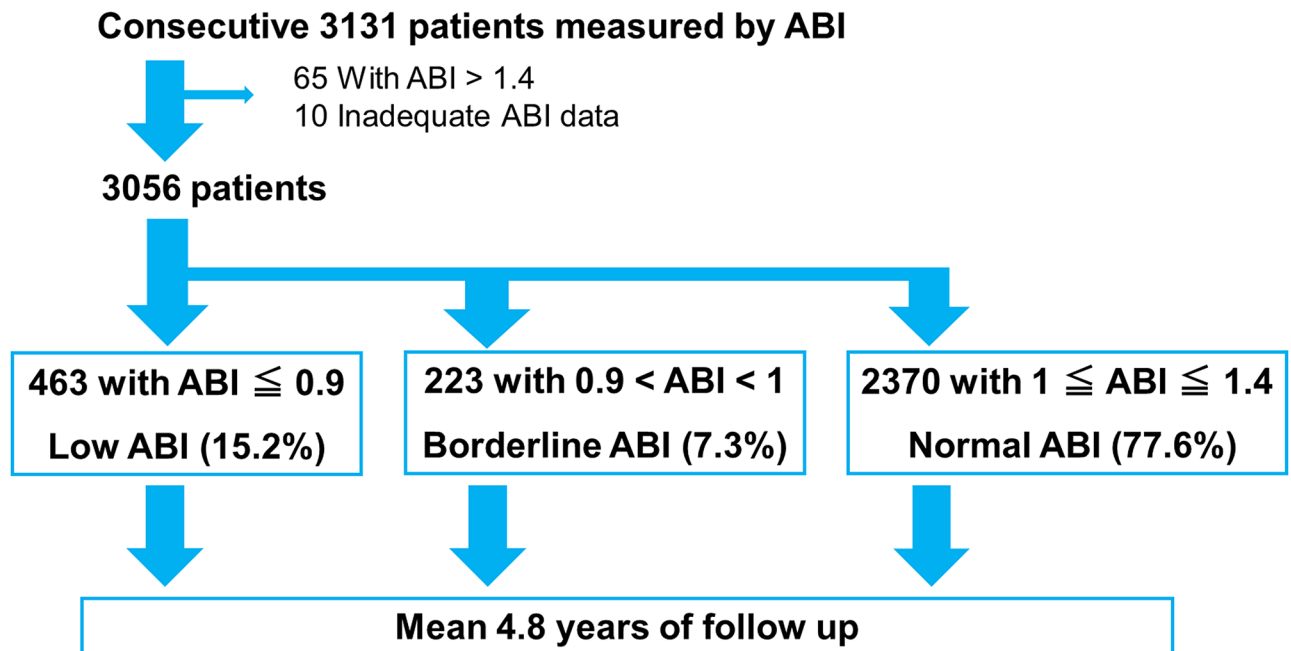 Consecutive 3131 patients measured by ABI
65 With ABI > 1.4
10 Inadequate ABI data
3056 patients
463 with ABI ≦ 0.9
Low ABI (15.2%)
223 with 0.9 < ABI < 1
Borderline ABI (7.3%)
2370 with 1 ≦ ABI ≦ 1.4
Normal ABI (77.6%)
Mean 4.8 years of follow up